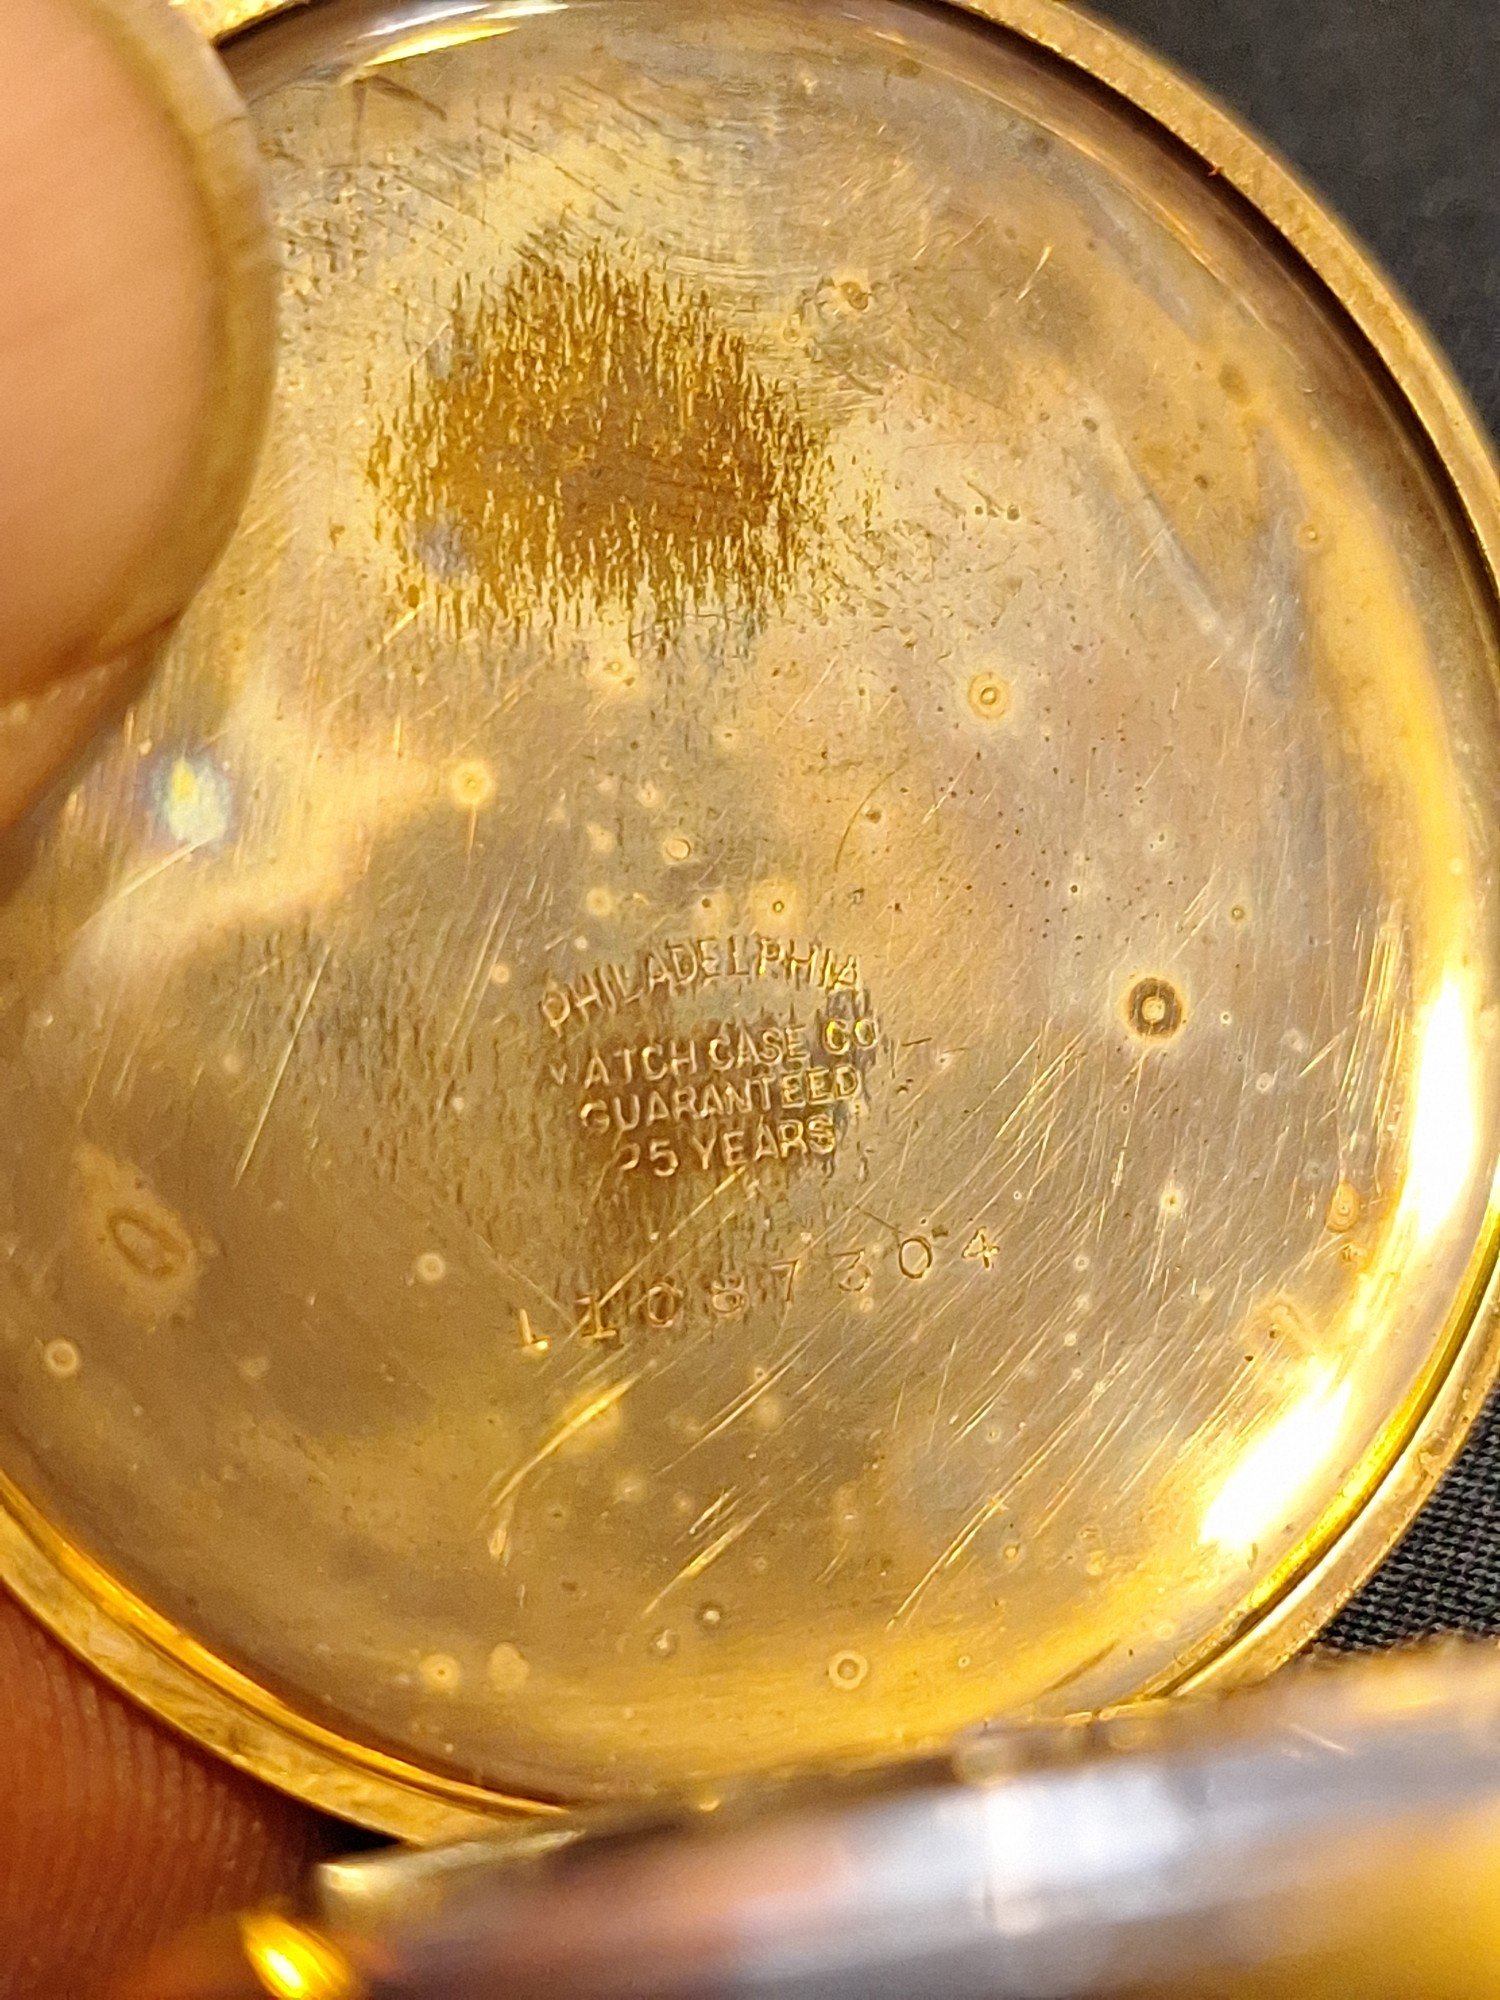 PHILADELPHIA
WATCH CASE CO
GUARANTEED
25 YEARS
11087304